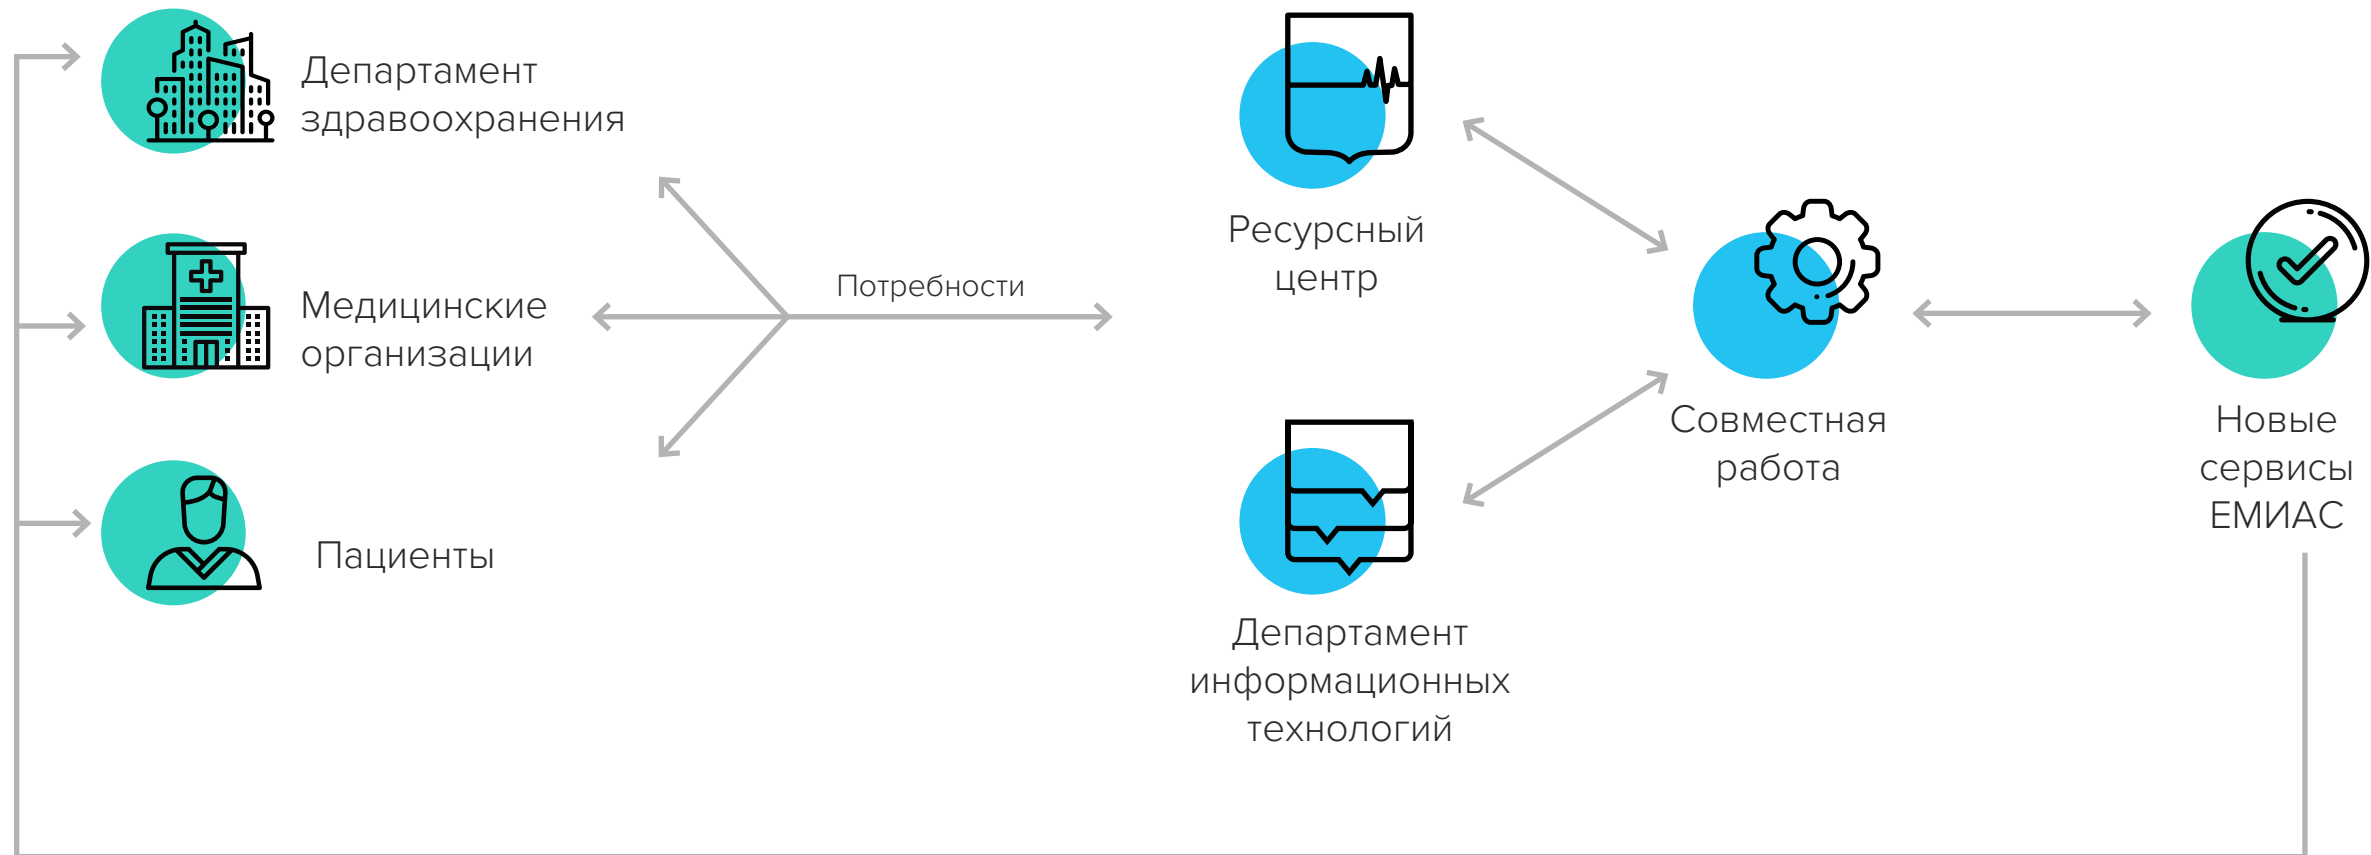 Департамент
здравоохранения
Медицинские
организации
Пациенты
Потребности
Ресурсный
центр
Департамент
информационных
технологий
Совместная
работа
Новые
сервисы
ЕМИАС